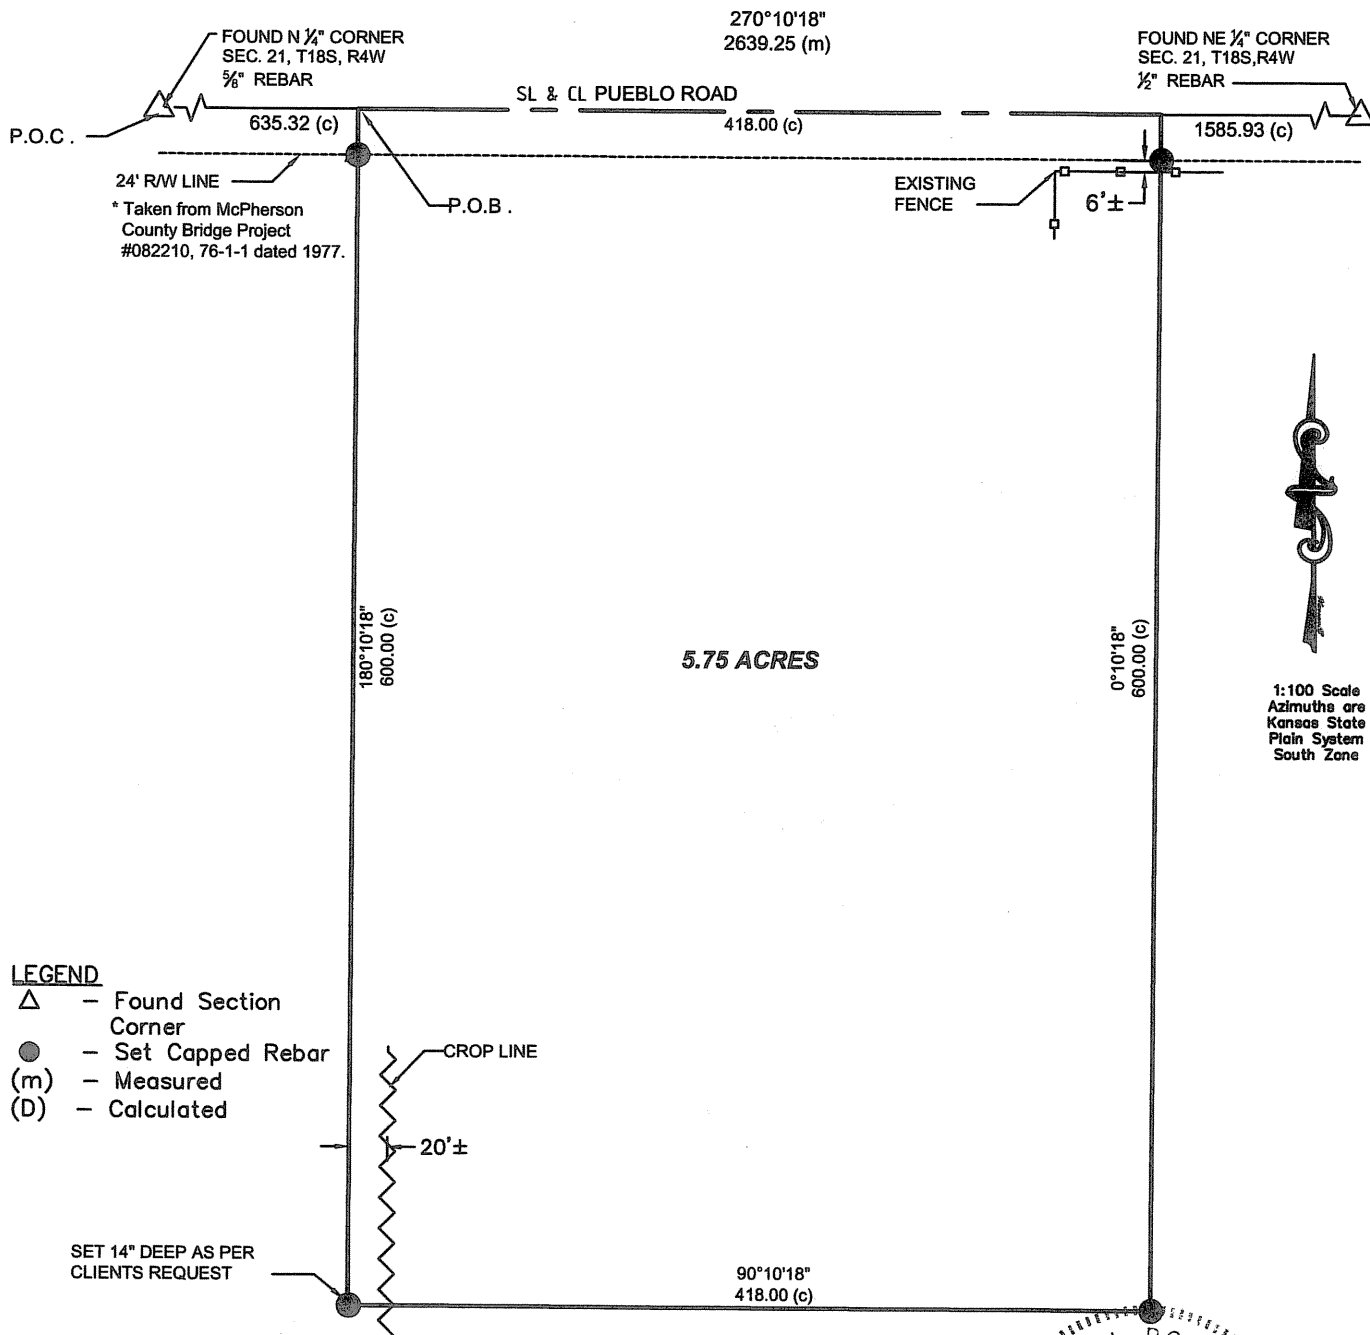 270°10'18"
2639.25 (m)
FOUND N ¼" CORNER
SEC. 21, T18S, R4W
⅝" REBAR
FOUND NE ¼" CORNER
SEC. 21, T18S,R4W
½" REBAR
SL & CL PUEBLO ROAD
P.O.C .
635.32 (c)
418.00 (c)
1585.93 (c)
24' R/W LINE
* Taken from McPherson
County Bridge Project
#082210, 76-1-1 dated 1977.
P.O.B .
EXISTING
FENCE
6'±
180°10'18"
600.00 (c)
5.75 ACRES
0°10'18"
600.00 (c)
1:100 Scale
Azimuths are
Kansas State
Plain System
South Zone
LEGEND
△ – Found Section
Corner
● – Set Capped Rebar
(m) – Measured
(D) – Calculated
CROP LINE
20'±
SET 14" DEEP AS PER
CLIENTS REQUEST
90°10'18"
418.00 (c)